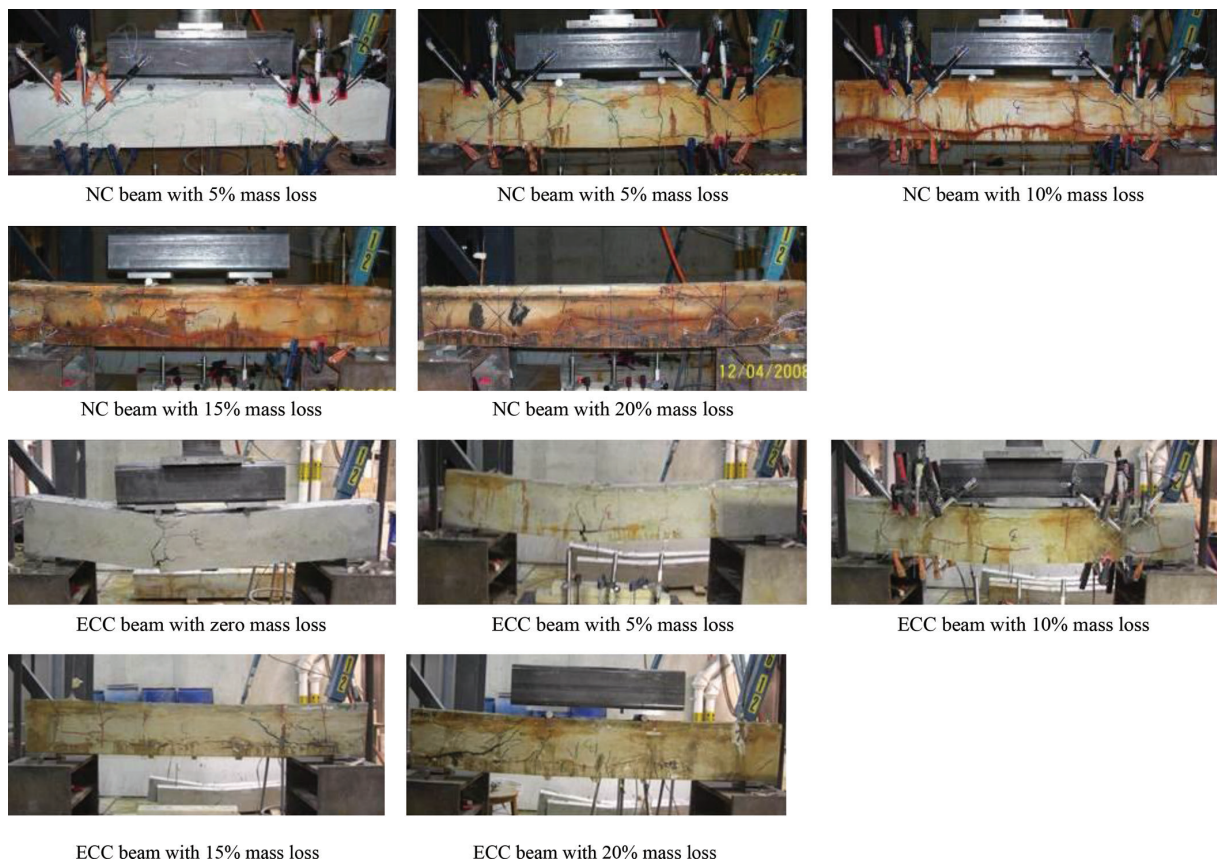 NC beam with 5% mass loss
NC beam with 5% mass loss
NC beam with 10% mass loss
NC beam with 15% mass loss
12/04/2008
NC beam with 20% mass loss
ECC beam with zero mass loss
ECC beam with 5% mass loss
ECC beam with 10% mass loss
ECC beam with 15% mass loss
ECC beam with 20% mass loss